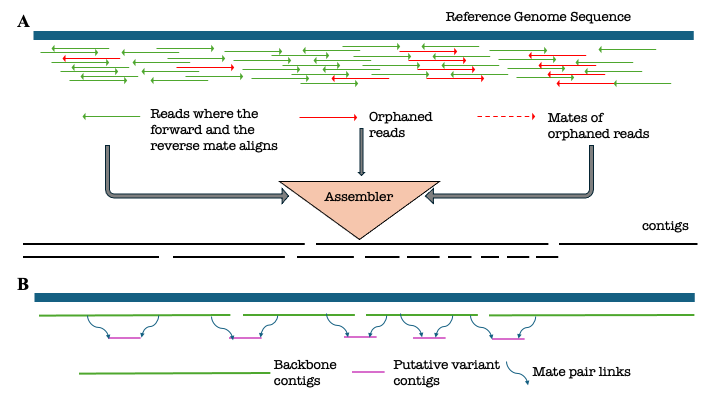 A
Reference Genome Sequence
Reads where the
forward and the
reverse mate aligns
Orphaned
reads
Mates of
orphaned reads
Assembler
contigs
B
Backbone
contigs
Putative variant
contigs
Mate pair links